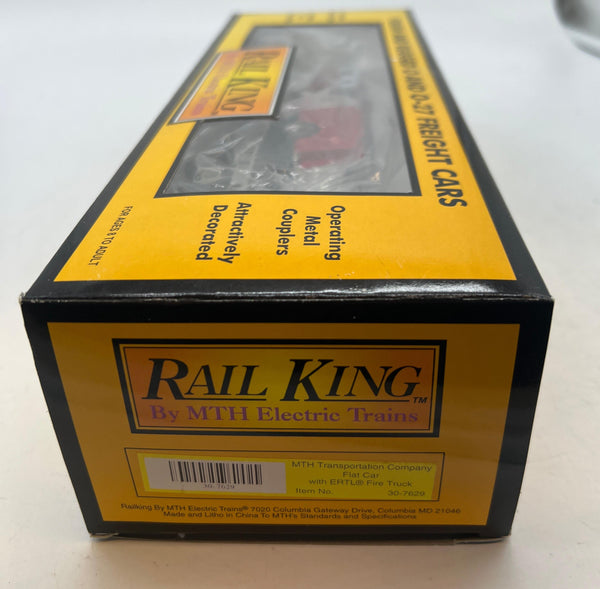 RUGGED AND O-27 FREIGHT CARS
RAIL KING
Operating
Metal
Couplers
Attractively
Decorated
FOR AGES 8 TO ADULT
RAIL KING™
By MTH Electric Trains
30-7629
MTH Transportation Company
Flat Car
with ERTL® Fire Truck
Item No. 30-7629
Railking By MTH Electric Trains® 7020 Columbia Gateway Drive, Columbia MD 21046
Made and Litho in China To MTH's Standards and Specifications